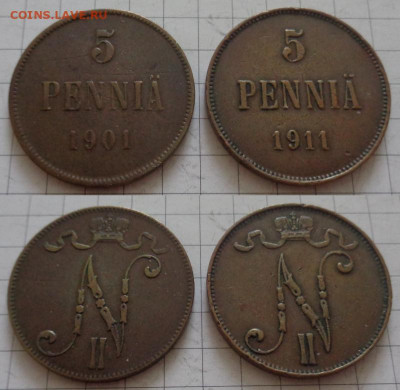 COINS.LAVE.RU
5
PENNIÄ
1901
5
PENNIÄ
1911
N
II
N
II